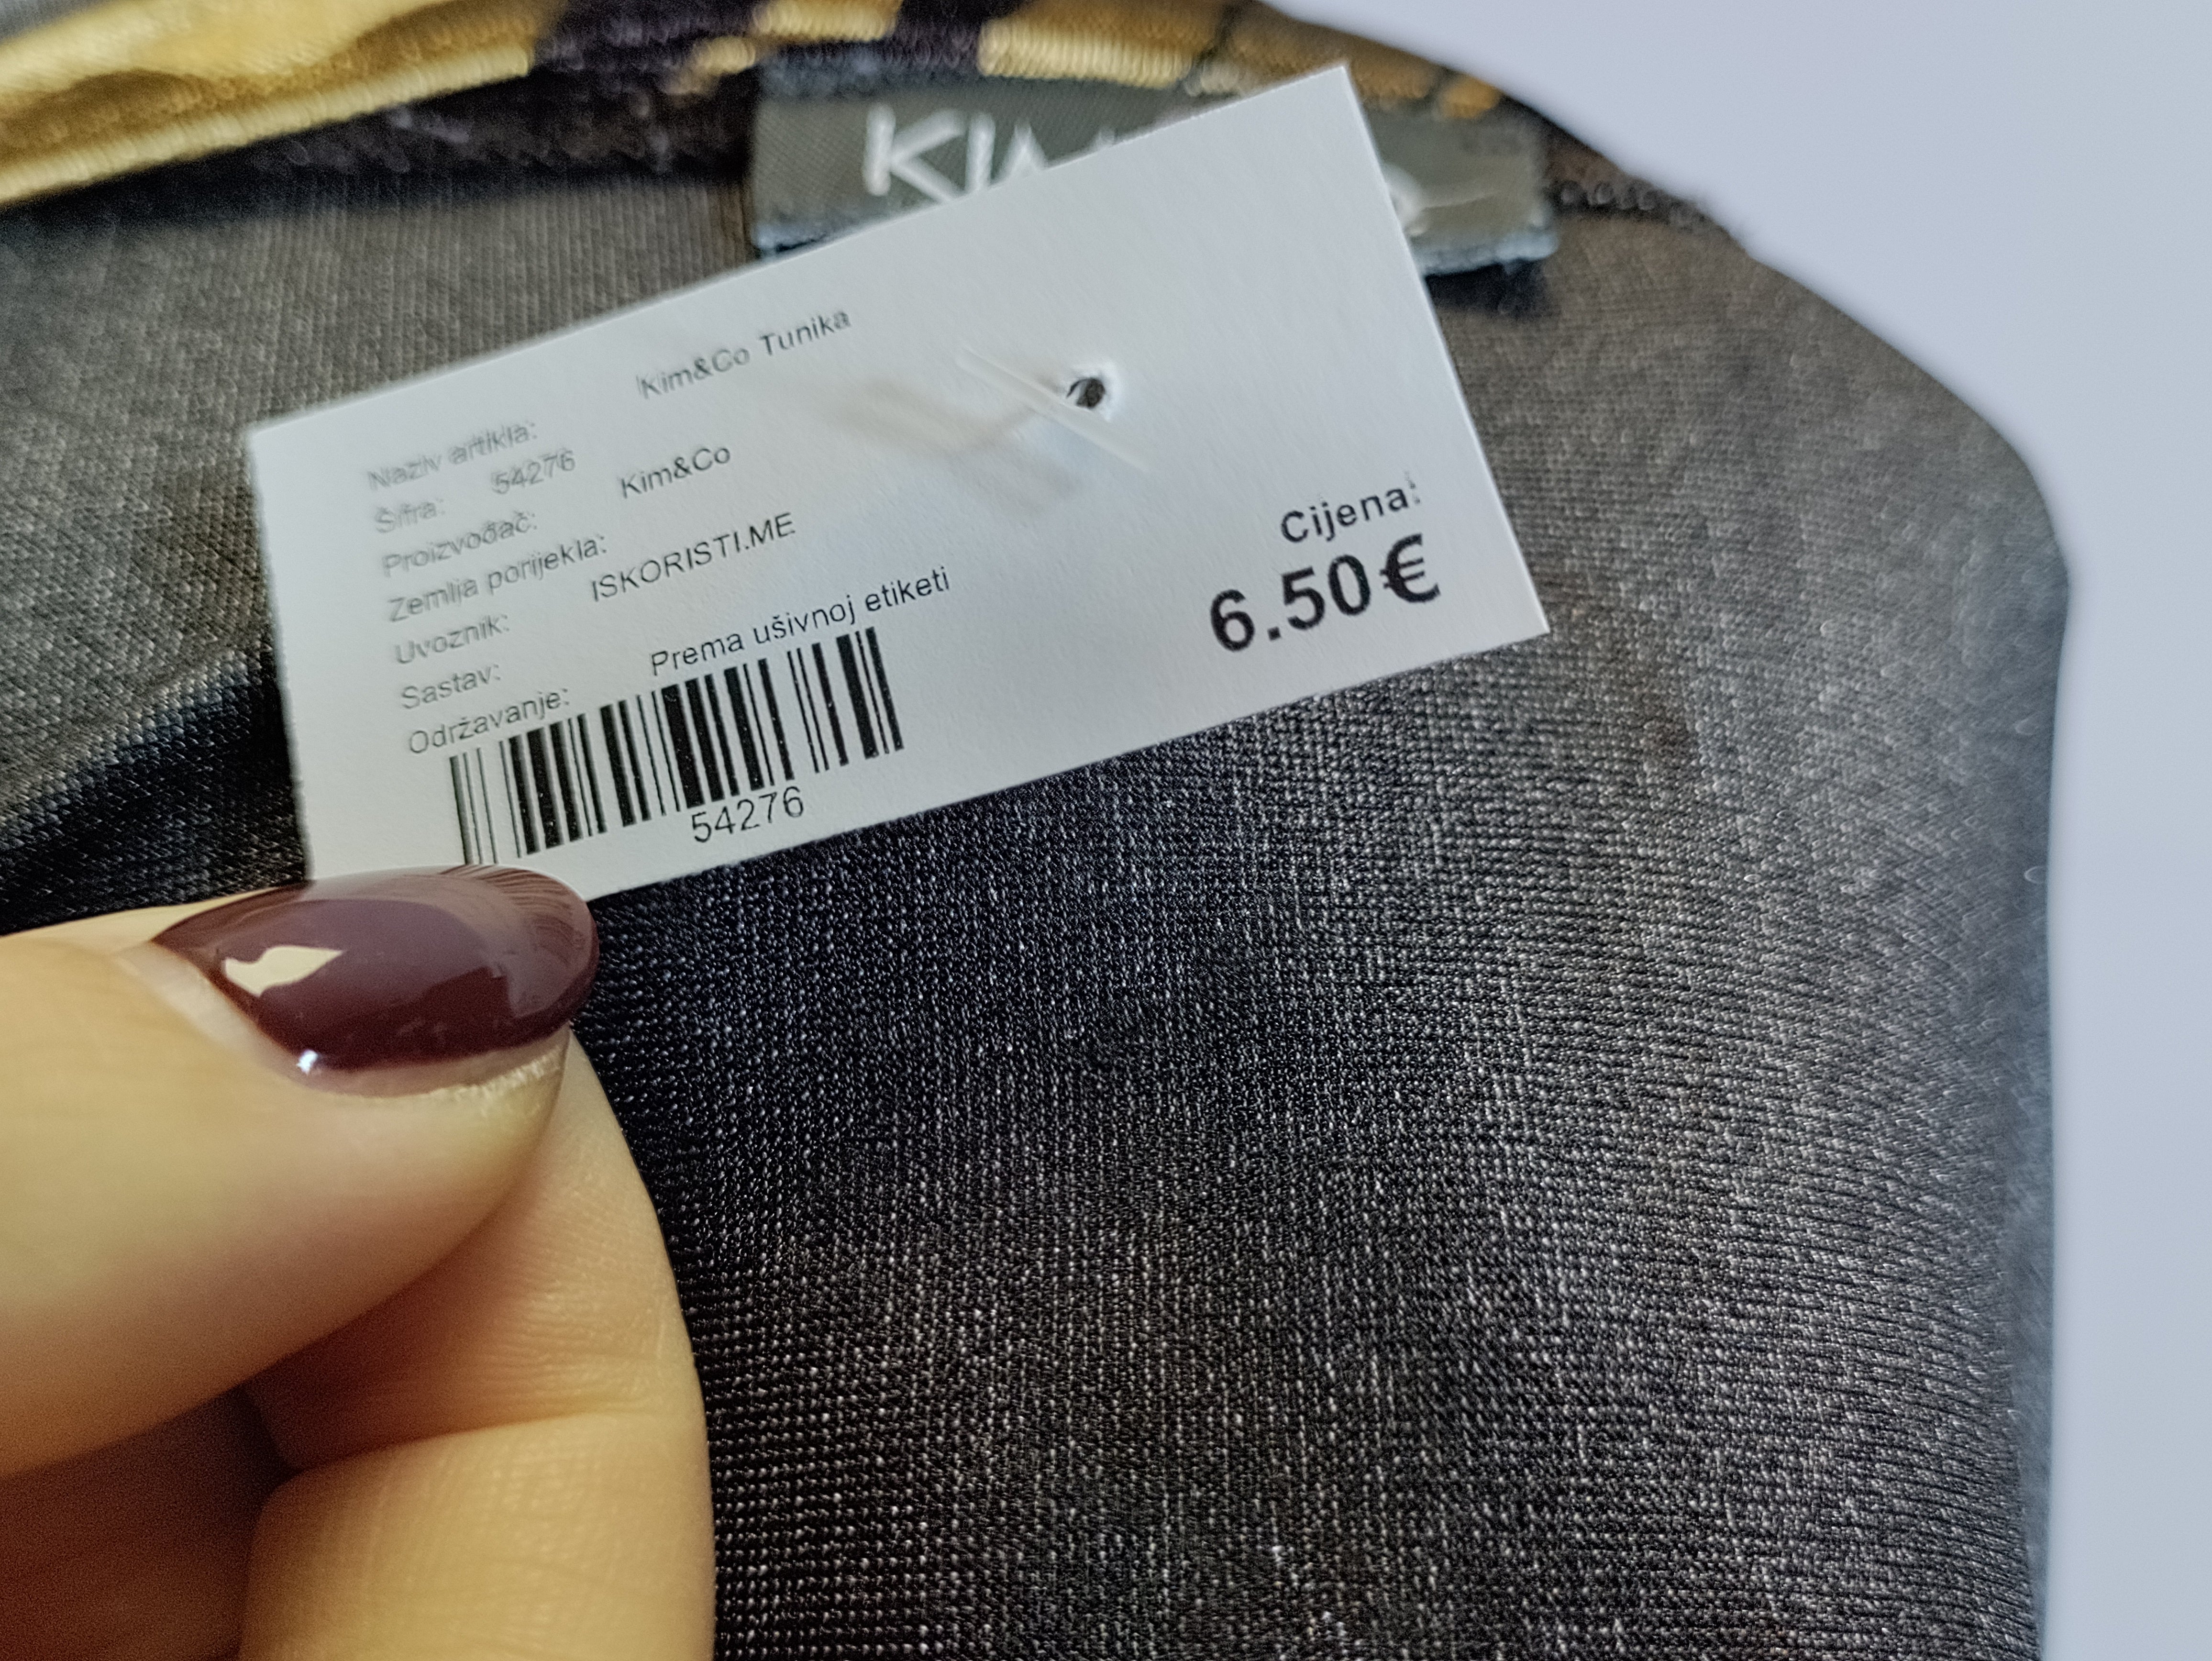 Kim&Co Tunika
Naziv artikla:
Šifra: 54276
Proizvođač: Kim&Co
Zemlja porijekla:
Uvoznik: ISKORISTI.ME
Sastav:
Održavanje: Prema ušivnoj etiketi
54276
Cijena:
6.50€